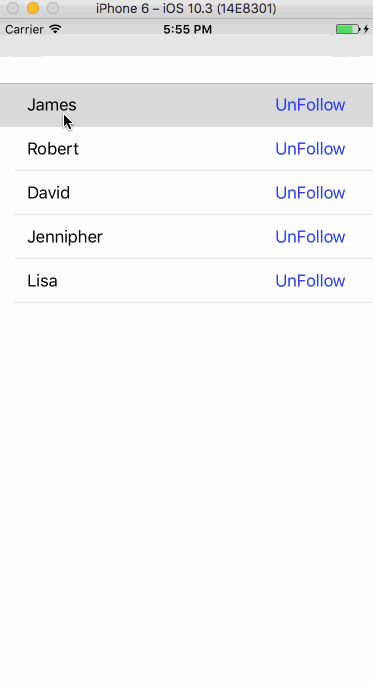 iPhone 6 – iOS 10.3 (14E8301)
Carrier 5:55 PM
James UnFollow
Robert UnFollow
David UnFollow
Jennipher UnFollow
Lisa UnFollow